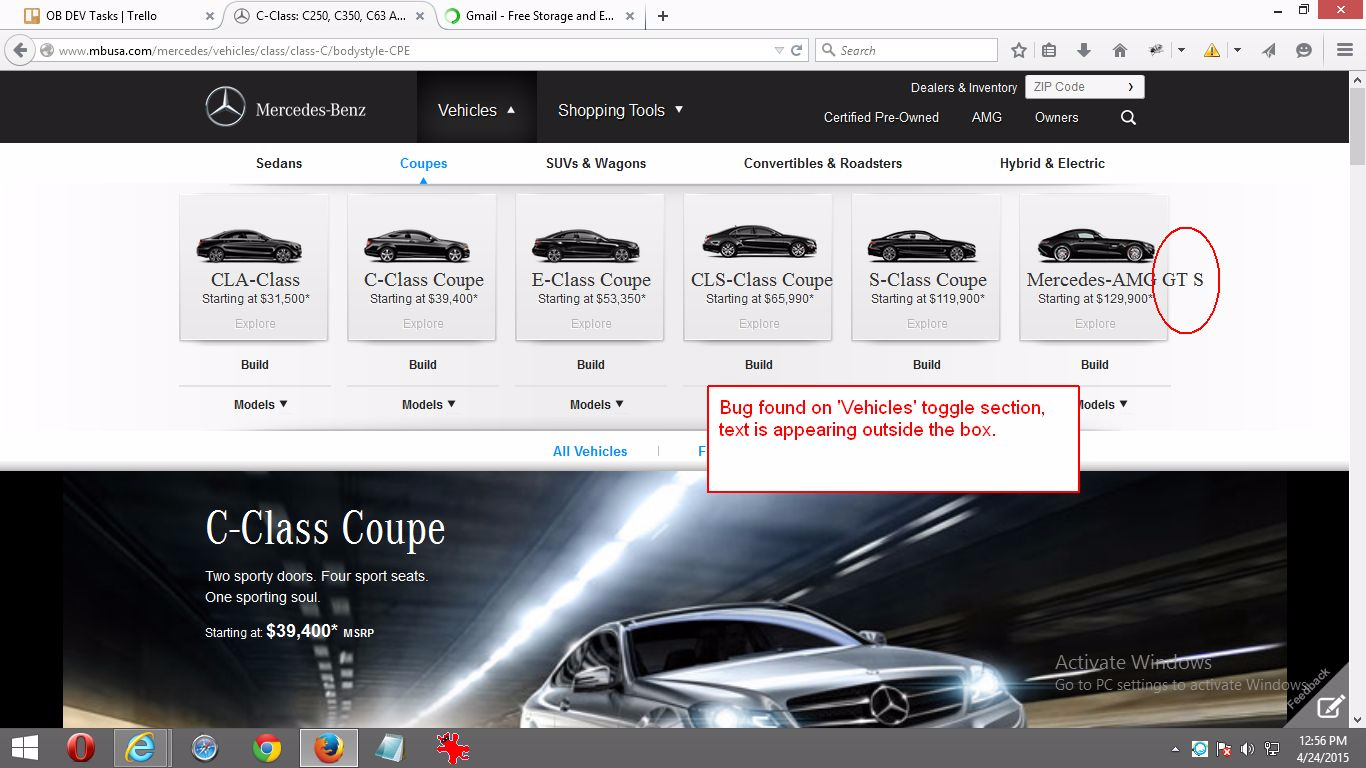 OB DEV Tasks | Trello
C-Class: C250, C350, C63 A...
Gmail - Free Storage and E...
www.mbusa.com/mercedes/vehicles/class/class-C/bodystyle-CPE
Search
Mercedes-Benz
Vehicles ▲
Shopping Tools ▼
Dealers & Inventory
ZIP Code
Certified Pre-Owned
AMG
Owners
Sedans
Coupes
SUVs & Wagons
Convertibles & Roadsters
Hybrid & Electric
CLA-Class
Starting at $31,500*
Explore
Build
Models ▼
C-Class Coupe
Starting at $39,400*
Explore
Build
Models ▼
E-Class Coupe
Starting at $53,350*
Explore
Build
Models ▼
CLS-Class Coupe
Starting at $65,990*
Explore
Build
S-Class Coupe
Starting at $119,900*
Explore
Build
Mercedes-AMG GT S
Starting at $129,900*
Explore
Build
odels ▼
Bug found on 'Vehicles' toggle section,
text is appearing outside the box.
All Vehicles
F
C-Class Coupe
Two sporty doors. Four sport seats.
One sporting soul.
Starting at: $39,400* MSRP
Activate Windows
Go to PC settings to activate Windows.
Feedback
12:56 PM
4/24/2015